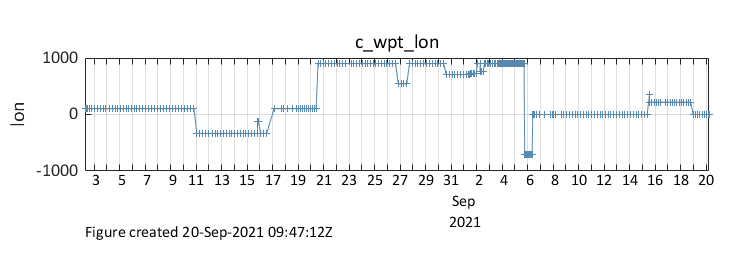 c_wpt_lon
1000
0
-1000
lon
3 5 7 9 11 13 15 17 19 21 23 25 27 29 31 2 4 6 8 10 12 14 16 18 20
Sep
2021
Figure created 20-Sep-2021 09:47:12Z